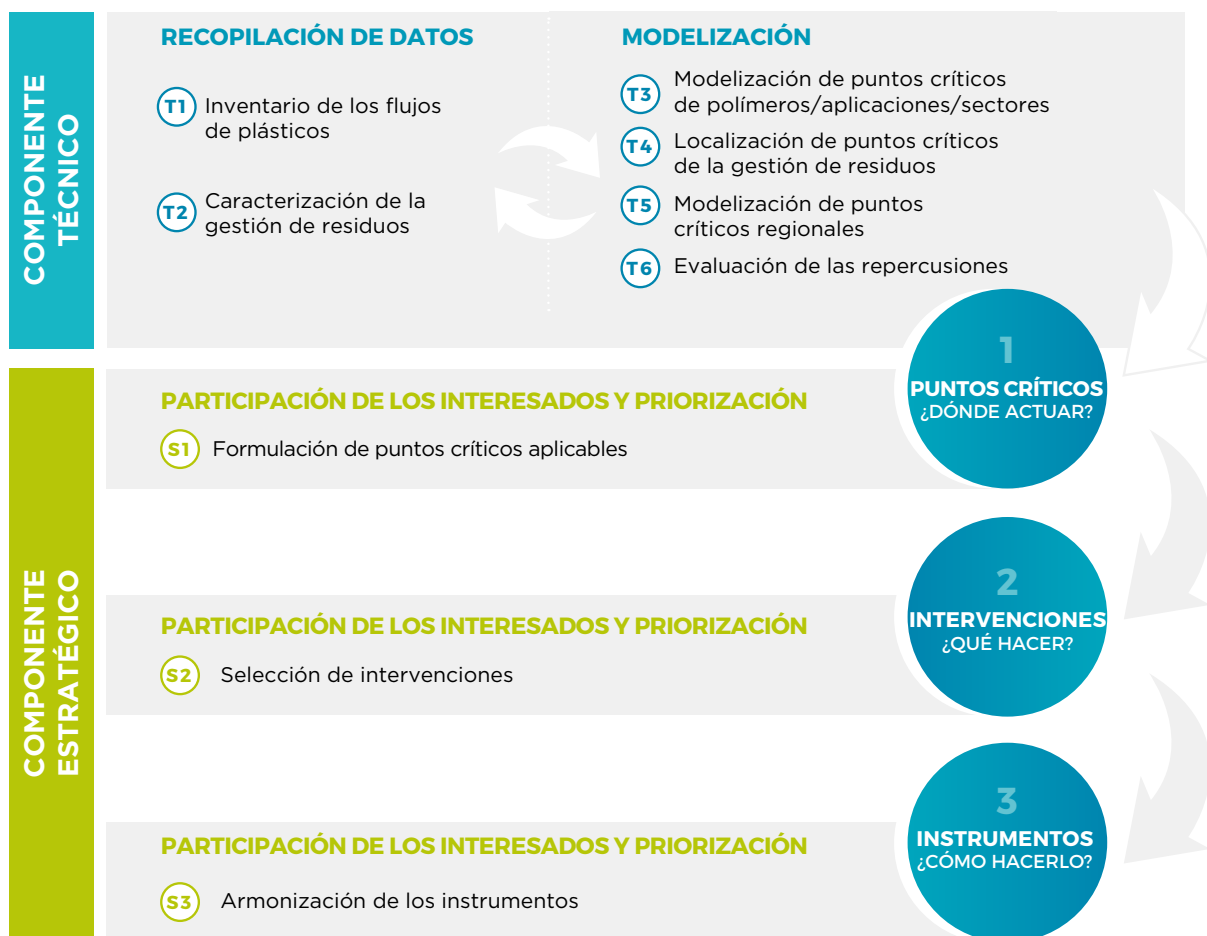 COMPONENTE
TÉCNICO
RECOPILACIÓN DE DATOS
T1
Inventario de los flujos
de plásticos
T2
Caracterización de la
gestión de residuos
MODELIZACIÓN
T3
Modelización de puntos críticos
de polímeros/aplicaciones/sectores
T4
Localización de puntos críticos
de la gestión de residuos
T5
Modelización de puntos
críticos regionales
T6
Evaluación de las repercusiones
1
PUNTOS CRÍTICOS
¿DÓNDE ACTUAR?
COMPONENTE
ESTRATÉGICO
PARTICIPACIÓN DE LOS INTERESADOS Y PRIORIZACIÓN
S1
Formulación de puntos críticos aplicables
2
INTERVENCIONES
¿QUÉ HACER?
PARTICIPACIÓN DE LOS INTERESADOS Y PRIORIZACIÓN
S2
Selección de intervenciones
3
INSTRUMENTOS
¿CÓMO HACERLO?
PARTICIPACIÓN DE LOS INTERESADOS Y PRIORIZACIÓN
S3
Armonización de los instrumentos